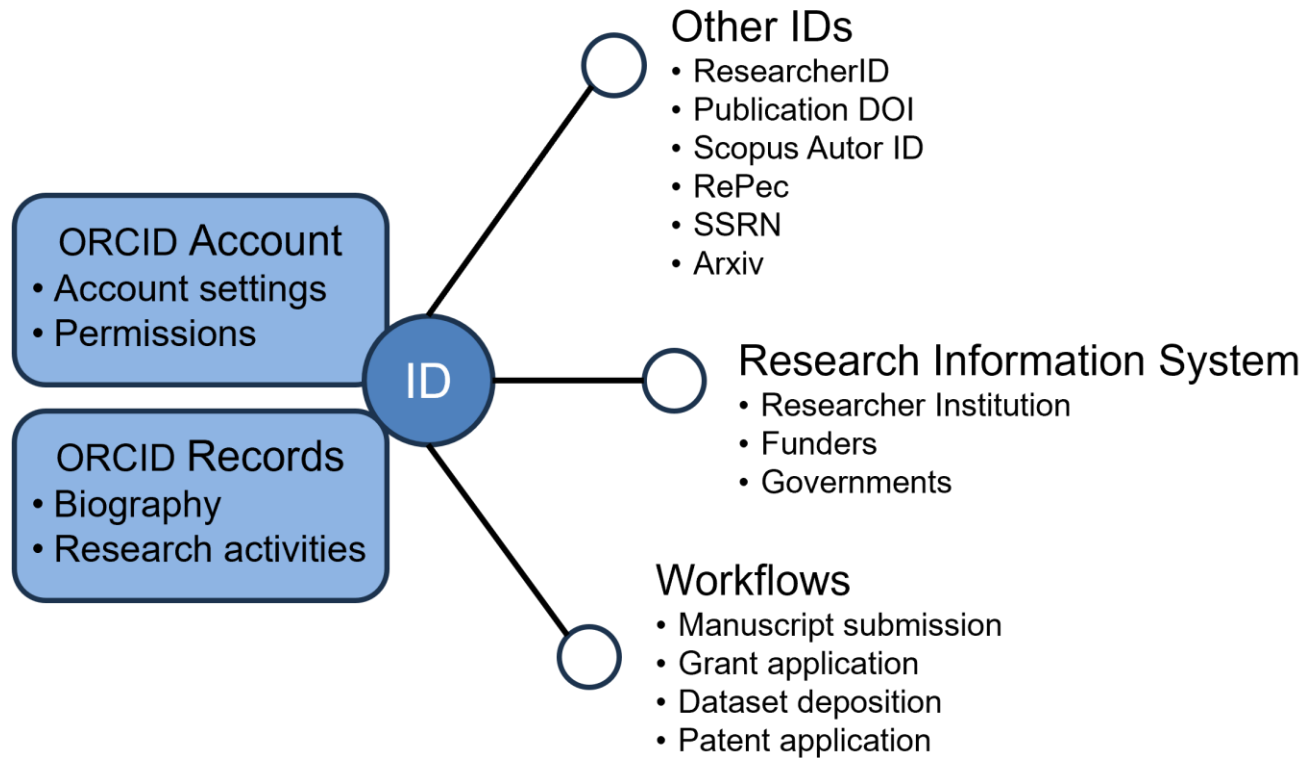 ORCID Account
• Account settings
• Permissions
ORCID Records
• Biography
• Research activities
ID
Other IDs
• ResearcherID
• Publication DOI
• Scopus Autor ID
• RePec
• SSRN
• Arxiv
Research Information System
• Researcher Institution
• Funders
• Governments
Workflows
• Manuscript submission
• Grant application
• Dataset deposition
• Patent application